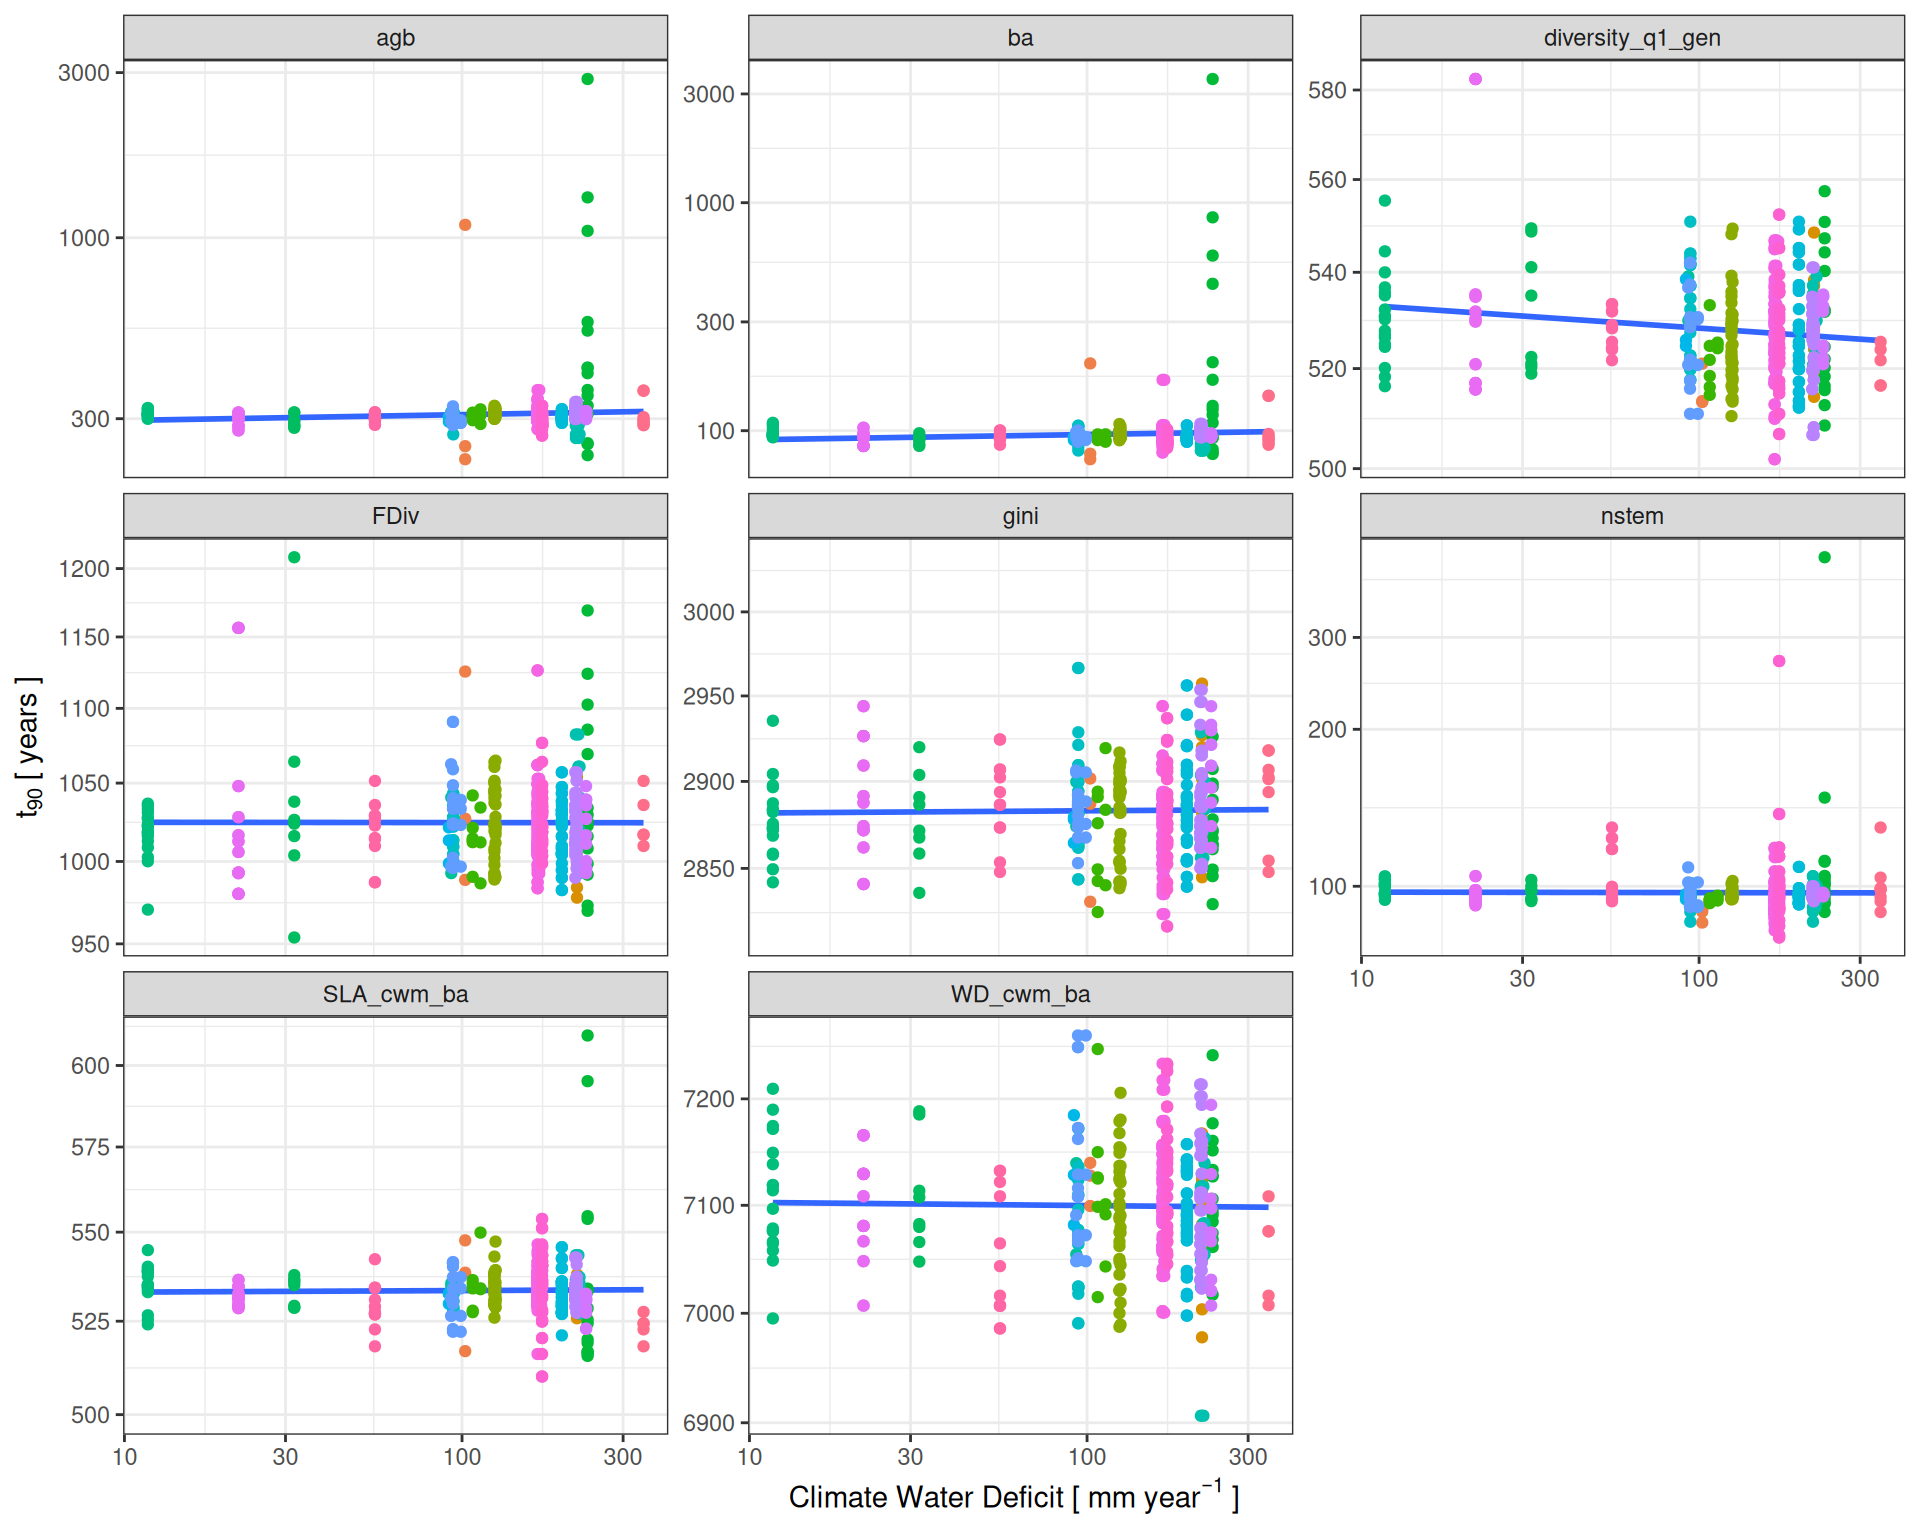 agb
ba
diversity_q1_gen
3000
1000
300
3000
1000
300
100
580
560
540
520
500
FDiv
gini
nstem
1200
1150
1100
1050
1000
950
3000
2950
2900
2850
300
200
100
10 30 100 300
SLA_cwm_ba
WD_cwm_ba
600
575
550
525
500
7200
7100
7000
6900
10 30 100 300
10 30 100 300
t90 [ years ]
Climate Water Deficit [ mm year−1 ]